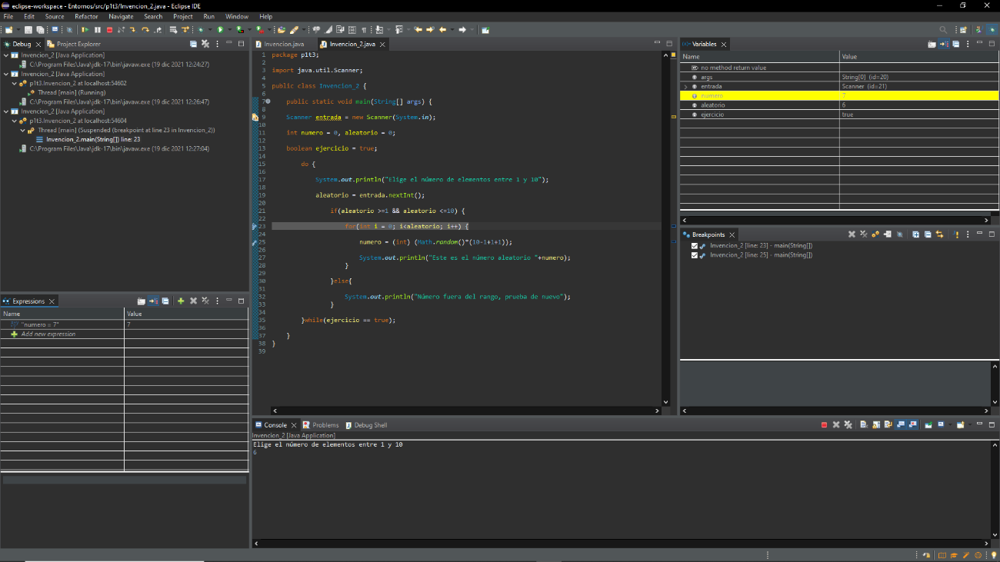 eclipse-workspace - Entornos/src/p1t3/Invencion_2.java - Eclipse IDE
File Edit Source Refactor Navigate Search Project Run Window Help
Debug Project Explorer
Invencion_2 [Java Application]
C:\Program Files\Java\jdk-17\bin\javaw.exe (19 dic 2021 12:24:27)
Invencion_2 [Java Application]
p1t3.Invencion_2 at localhost:54602
Thread [main] (Running)
C:\Program Files\Java\jdk-17\bin\javaw.exe (19 dic 2021 12:26:47)
Invencion_2 [Java Application]
p1t3.Invencion_2 at localhost:54604
Thread [main] (Suspended (breakpoint at line 23 in Invencion_2))
Invencion_2.main(String[]) line: 23
C:\Program Files\Java\jdk-17\bin\javaw.exe (19 dic 2021 12:27:04)
Expressions
Name Value
"numero = 7" 7
Add new expression
Invencion.java Invencion_2.java
1 package p1t3;
2
3 import java.util.Scanner;
4
5 public class Invencion_2 {
6
7 public static void main(String[] args) {
8
9 Scanner entrada = new Scanner(System.in);
10
11 int numero = 0, aleatorio = 0;
12
13 boolean ejercicio = true;
14
15 do {
16
17 System.out.println("Elige el número de elementos entre 1 y 10");
18
19 aleatorio = entrada.nextInt();
20
21 if(aleatorio >=1 && aleatorio <=10) {
22
23 for(int i = 0; i<aleatorio; i++) {
24
25 numero = (int) (Math.random()*(10-1+1+1));
26
27 System.out.println("Este es el número aleatorio "+numero);
28 }
29
30 }else{
31
32 System.out.println("Número fuera del rango, prueba de nuevo");
33 }
34
35 }while(ejercicio == true);
36
37 }
38 }
39
Variables
Name Value
no method return value
args String[0] (id=20)
entrada Scanner (id=21)
numero 7
aleatorio 6
ejercicio true
Breakpoints
Invencion_2 [line: 23] - main(String[])
Invencion_2 [line: 25] - main(String[])
Console Problems Debug Shell
Invencion_2 [Java Application]
Elige el número de elementos entre 1 y 10
6